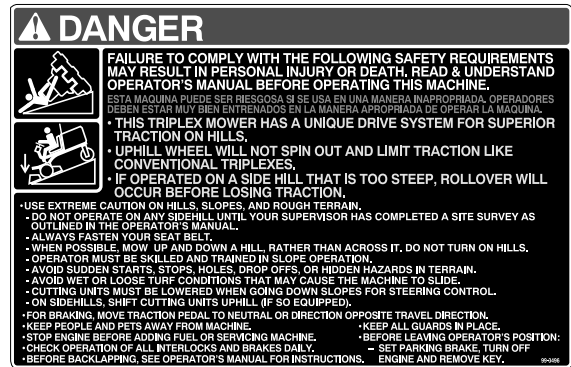 DANGER
FAILURE TO COMPLY WITH THE FOLLOWING SAFETY REQUIREMENTS
MAY RESULT IN PERSONAL INJURY OR DEATH. READ & UNDERSTAND
OPERATOR'S MANUAL BEFORE OPERATING THIS MACHINE.
ESTA MAQUINA PUEDE SER RIESGOSA SI SE USA EN UNA MANERA INAPROPRIADA. OPERADORES
DEBEN ESTAR MUY BIEN ENTRENADOS EN LA MANERA APROPRIADA DE OPERAR LA MAQUINA.
• THIS TRIPLEX MOWER HAS A UNIQUE DRIVE SYSTEM FOR SUPERIOR
TRACTION ON HILLS.
• UPHILL WHEEL WILL NOT SPIN OUT AND LIMIT TRACTION LIKE
CONVENTIONAL TRIPLEXES.
• IF OPERATED ON A SIDE HILL THAT IS TOO STEEP, ROLLOVER WILL
OCCUR BEFORE LOSING TRACTION.
•USE EXTREME CAUTION ON HILLS, SLOPES, AND ROUGH TERRAIN.
- DO NOT OPERATE ON ANY SIDEHILL UNTIL YOUR SUPERVISOR HAS COMPLETED A SITE SURVEY AS
OUTLINED IN THE OPERATOR'S MANUAL.
- ALWAYS FASTEN YOUR SEAT BELT.
- WHEN POSSIBLE, MOW UP AND DOWN A HILL, RATHER THAN ACROSS IT. DO NOT TURN ON HILLS.
- OPERATOR MUST BE SKILLED AND TRAINED IN SLOPE OPERATION.
- AVOID SUDDEN STARTS, STOPS, HOLES, DROP OFFS, OR HIDDEN HAZARDS IN TERRAIN.
- AVOID WET OR LOOSE TURF CONDITIONS THAT MAY CAUSE THE MACHINE TO SLIDE.
- CUTTING UNITS MUST BE LOWERED WHEN GOING DOWN SLOPES FOR STEERING CONTROL.
- ON SIDEHILLS, SHIFT CUTTING UNITS UPHILL (IF SO EQUIPPED).
•FOR BRAKING, MOVE TRACTION PEDAL TO NEUTRAL OR DIRECTION OPPOSITE TRAVEL DIRECTION.
•KEEP PEOPLE AND PETS AWAY FROM MACHINE.
•STOP ENGINE BEFORE ADDING FUEL OR SERVICING MACHINE.
•CHECK OPERATION OF ALL INTERLOCKS AND BRAKES DAILY.
•BEFORE BACKLAPPING, SEE OPERATOR'S MANUAL FOR INSTRUCTIONS.
•KEEP ALL GUARDS IN PLACE.
•BEFORE LEAVING OPERATOR'S POSITION:
– SET PARKING BRAKE, TURN OFF
ENGINE AND REMOVE KEY.
99-3496